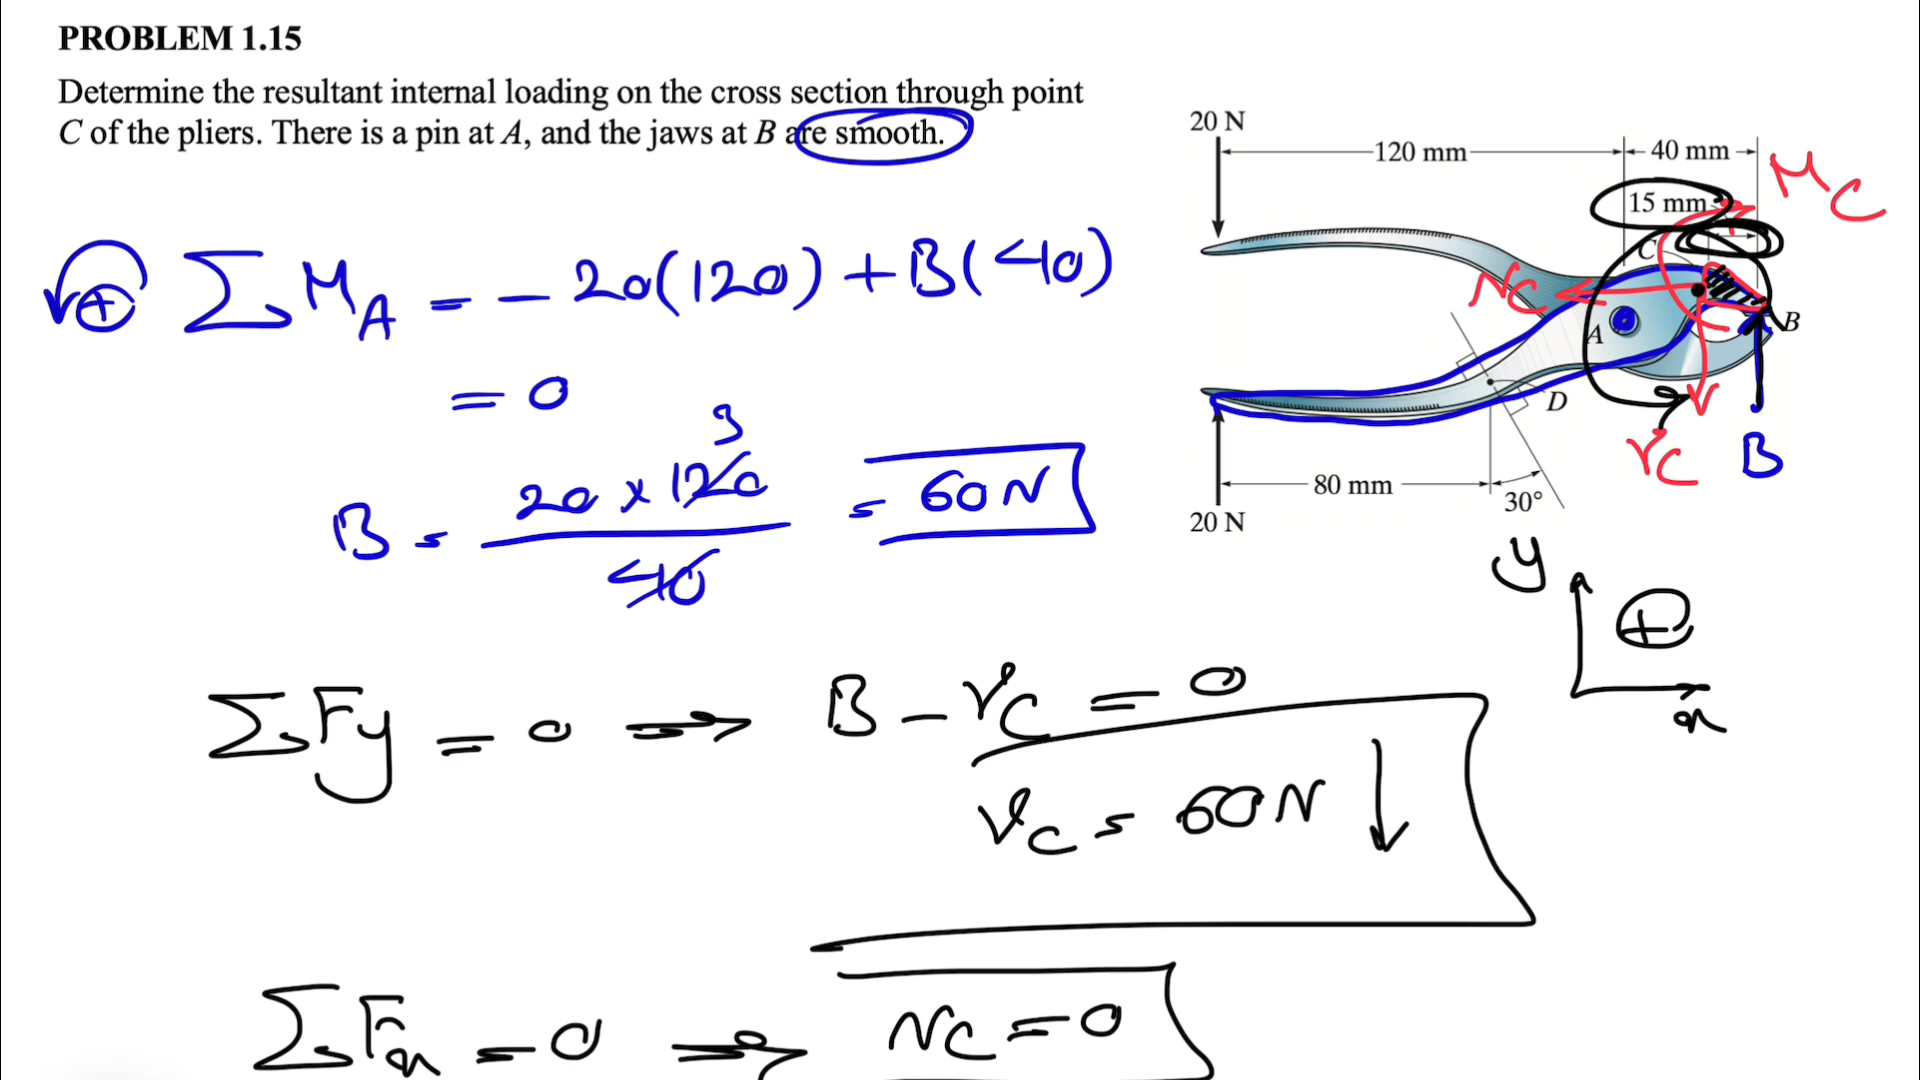 PROBLEM 1.15
Determine the resultant internal loading on the cross section through point
C of the pliers. There is a pin at A, and the jaws at B are smooth.
20 N
120 mm
40 mm
15 mm
M_C
C
N_C
A
B
D
V_C
B
80 mm
30°
20 N
⊕ ΣM_A = - 20(120) + B(40)
= 0
B = 20 x 120 / 40 = 60 N
3
y
⊕
x
ΣFy = 0 ⇒ B - V_C = 0
V_C = 60N ↓
ΣFx = 0 ⇒ N_C = 0